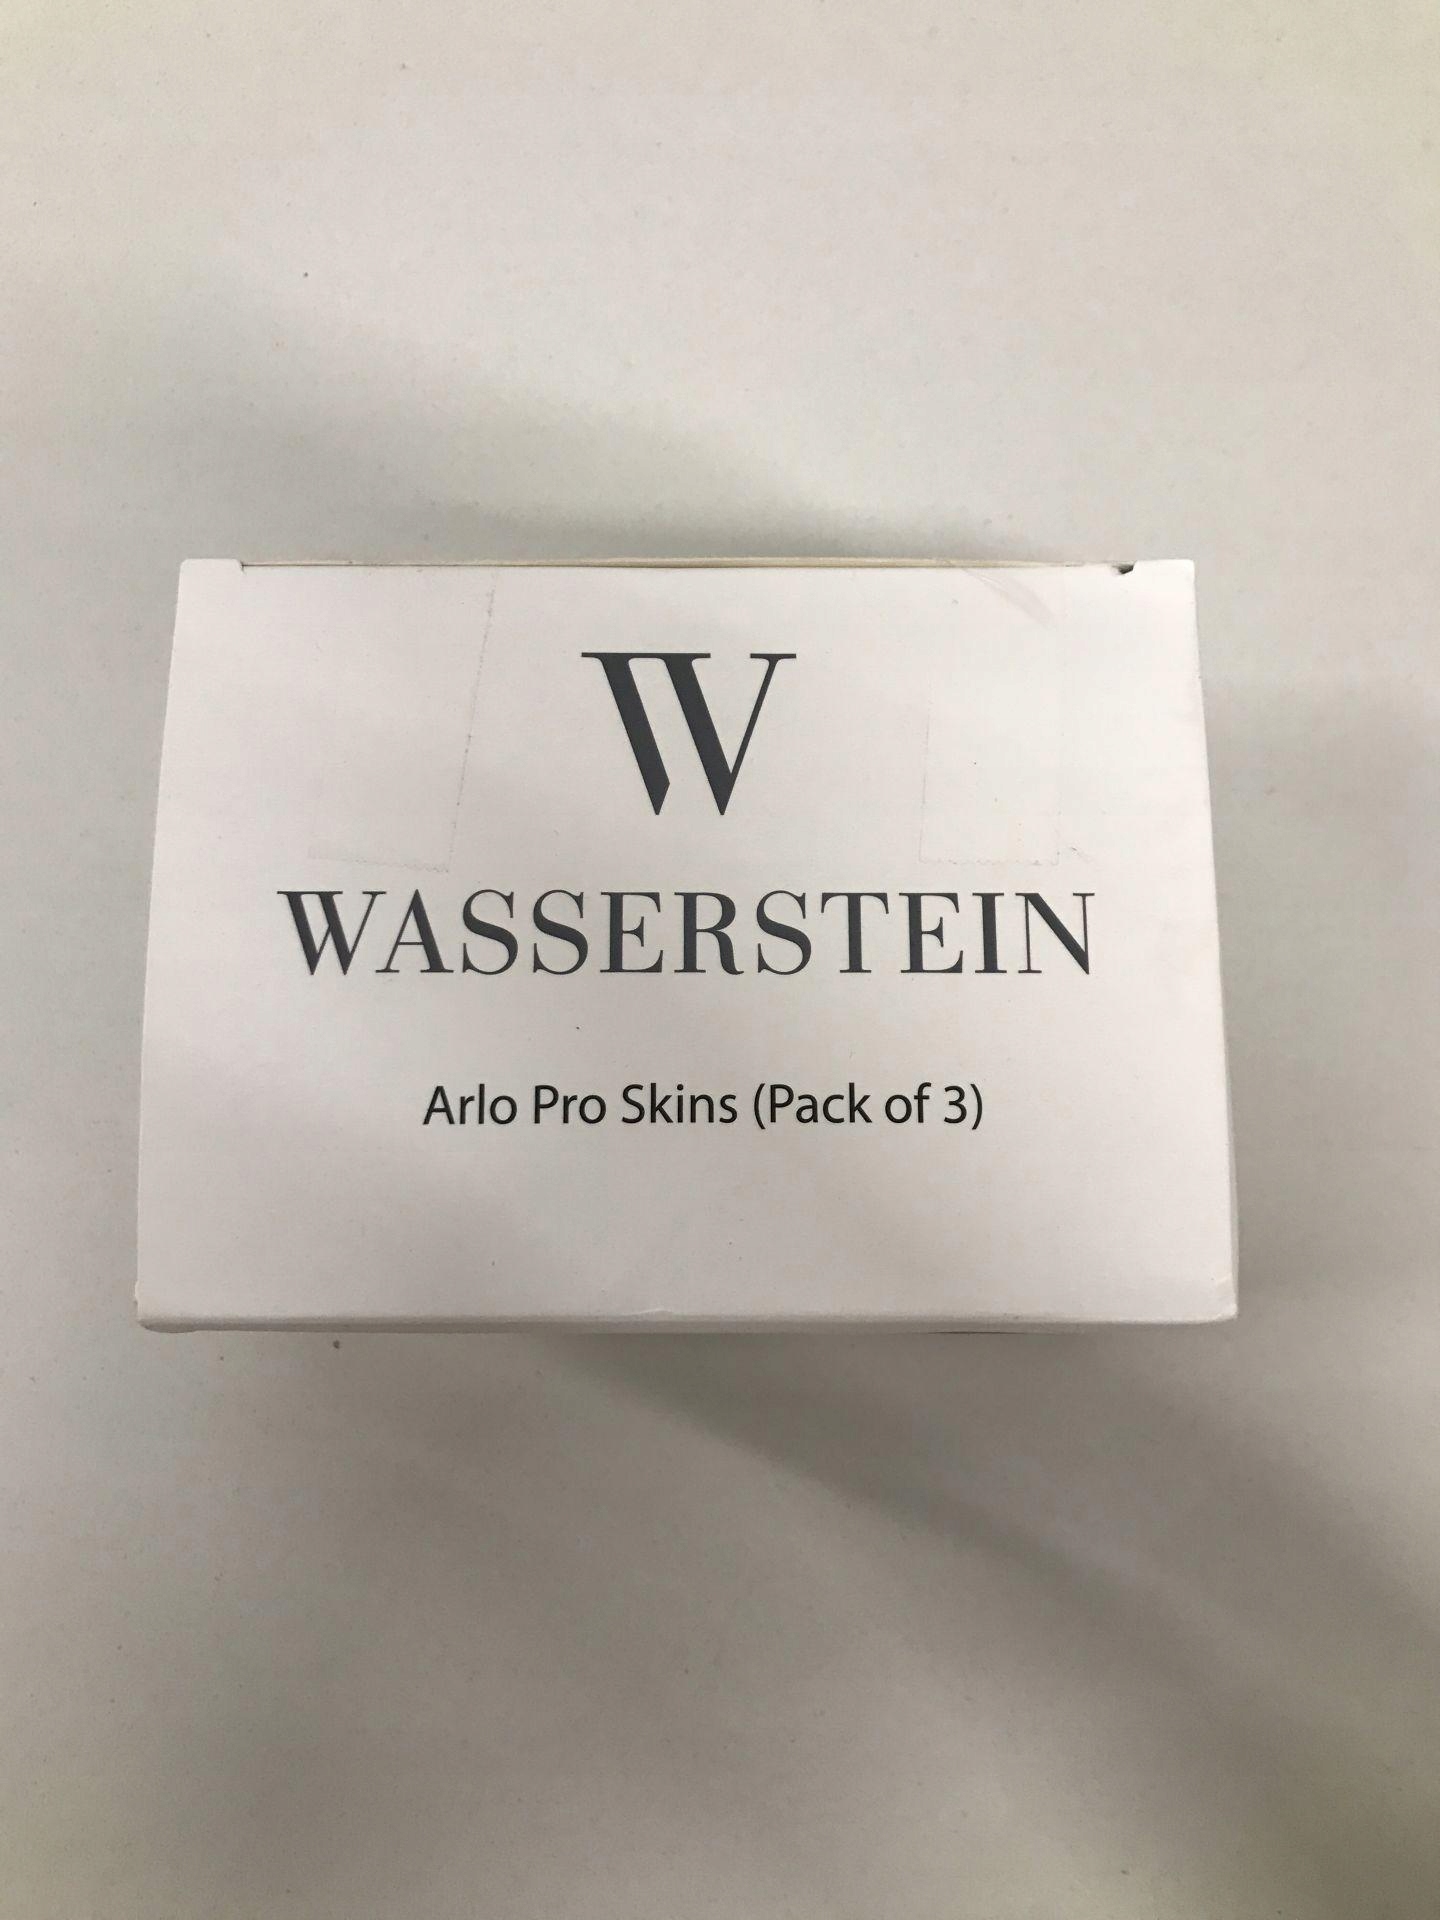 W
WASSERSTEIN
Arlo Pro Skins (Pack of 3)